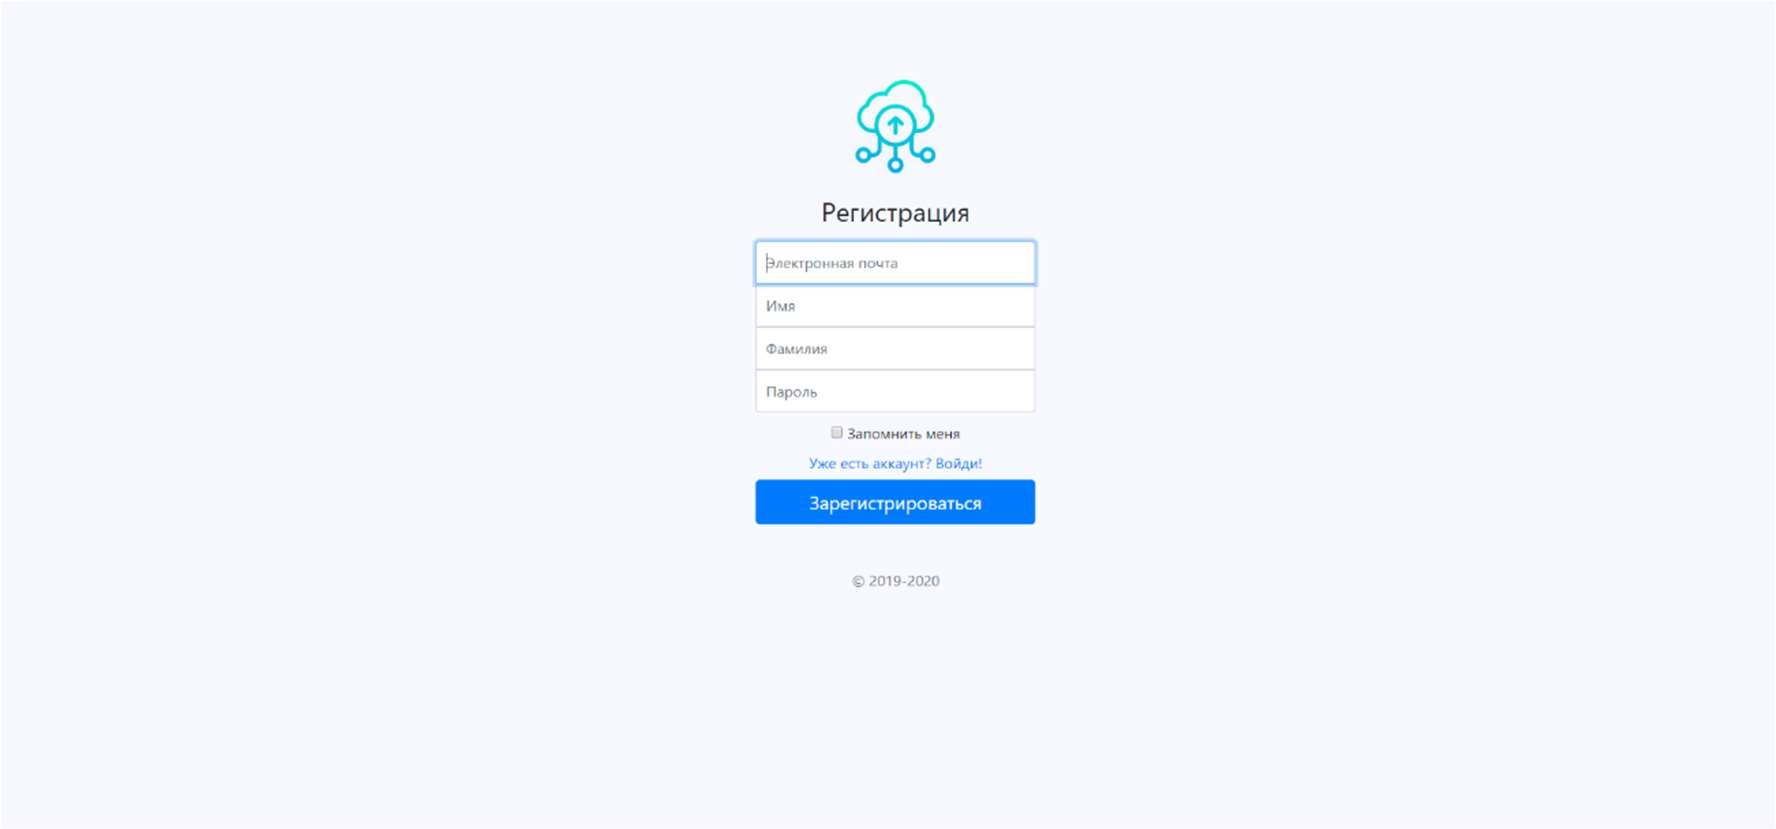 Регистрация
Электронная почта
Имя
Фамилия
Пароль
Запомнить меня
Уже есть аккаунт? Войди!
Зарегистрироваться
© 2019-2020